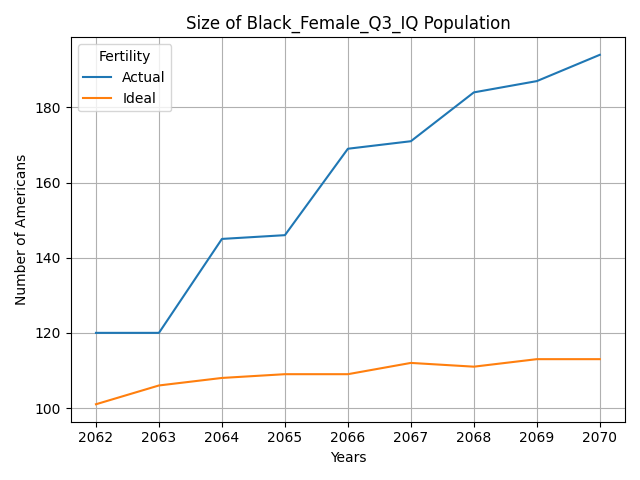 Size of Black_Female_Q3_IQ Population
Fertility
Actual
Ideal
180
160
140
120
100
Number of Americans
2062 2063 2064 2065 2066 2067 2068 2069 2070
Years